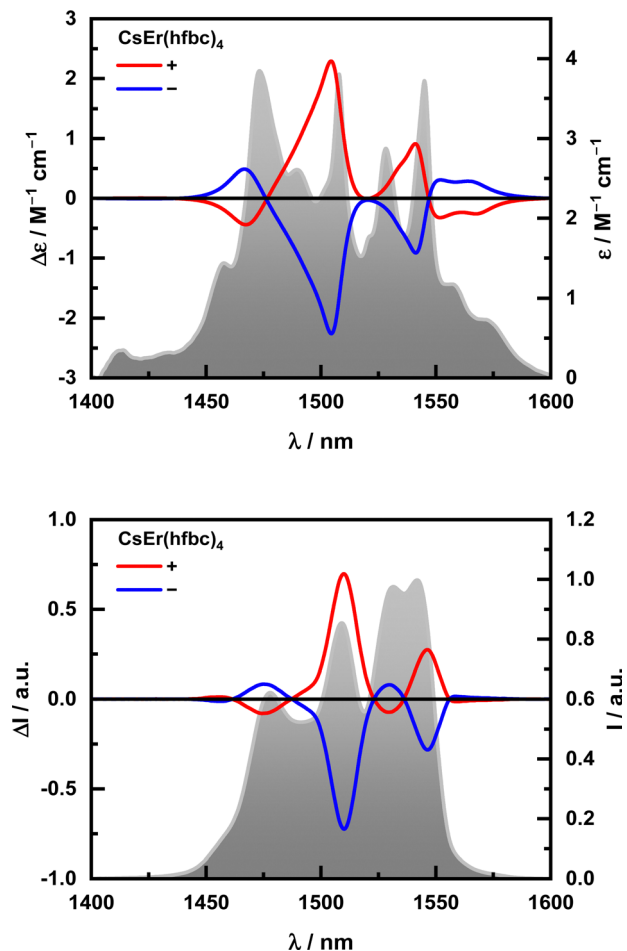 CsEr(hfbc)₄
+
−
Δε / M⁻¹ cm⁻¹
3
2
1
0
-1
-2
-3
ε / M⁻¹ cm⁻¹
4
3
2
1
0
1400 1450 1500 1550 1600
λ / nm
CsEr(hfbc)₄
+
−
ΔI / a.u.
1.0
0.5
0.0
-0.5
-1.0
I / a.u.
1.2
1.0
0.8
0.6
0.4
0.2
0.0
1400 1450 1500 1550 1600
λ / nm